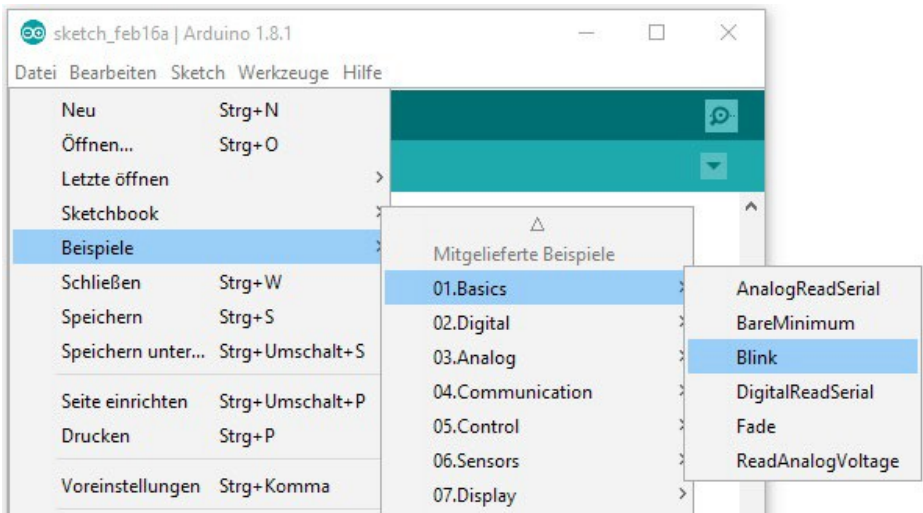 sketch_feb16a | Arduino 1.8.1
Datei Bearbeiten Sketch Werkzeuge Hilfe
Neu Strg+N
Öffnen... Strg+O
Letzte öffnen
Sketchbook
Beispiele
Schließen Strg+W
Speichern Strg+S
Speichern unter... Strg+Umschalt+S
Seite einrichten Strg+Umschalt+P
Drucken Strg+P
Voreinstellungen Strg+Komma
Mitgelieferte Beispiele
01.Basics
02.Digital
03.Analog
04.Communication
05.Control
06.Sensors
07.Display
AnalogReadSerial
BareMinimum
Blink
DigitalReadSerial
Fade
ReadAnalogVoltage